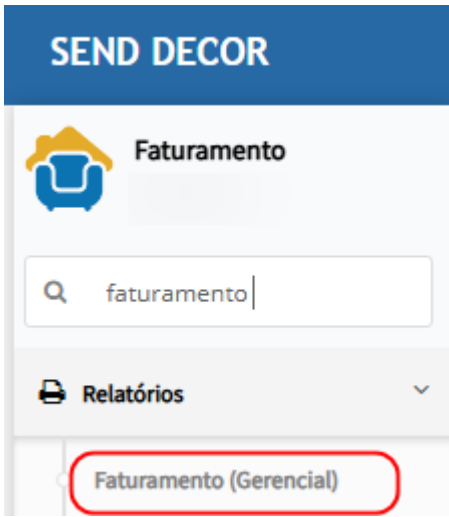 SEND DECOR
Faturamento
faturamento
Relatórios
Faturamento (Gerencial)